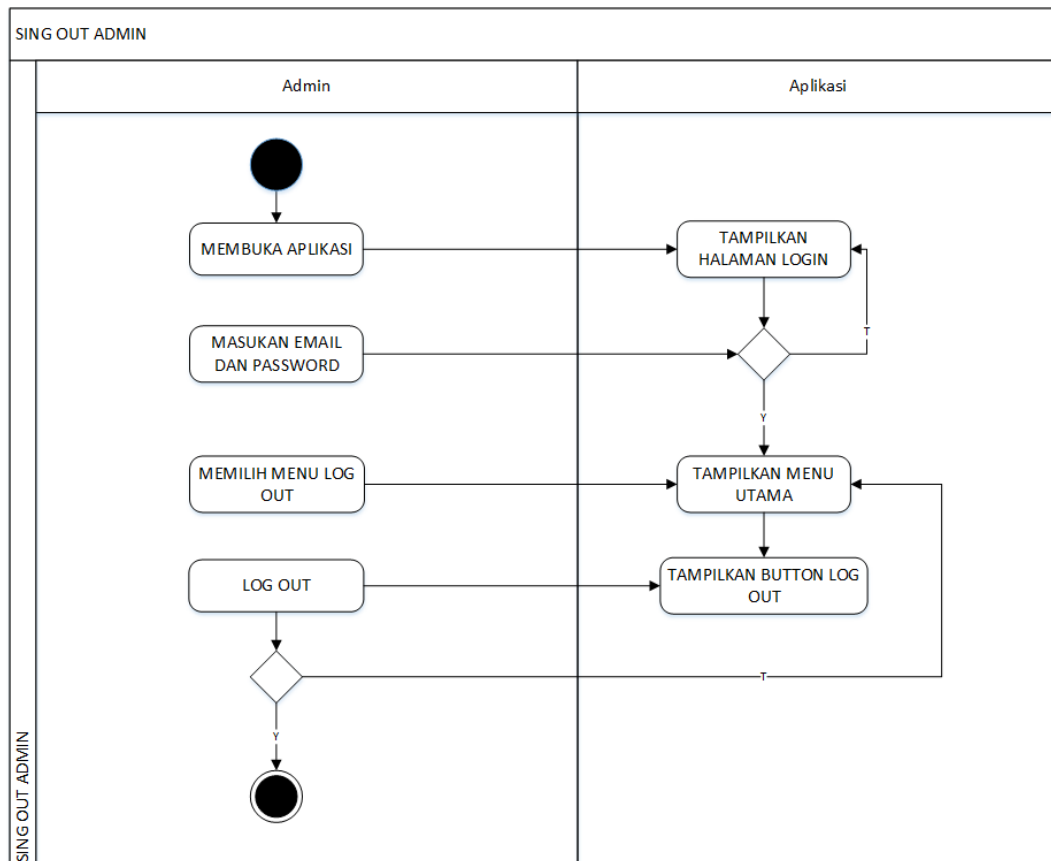 SING OUT ADMIN
Admin
Aplikasi
MEMBUKA APLIKASI
TAMPILKAN
HALAMAN LOGIN
MASUKAN EMAIL
DAN PASSWORD
T
Y
MEMILIH MENU LOG
OUT
TAMPILKAN MENU
UTAMA
LOG OUT
TAMPILKAN BUTTON LOG
OUT
T
Y
SING OUT ADMIN